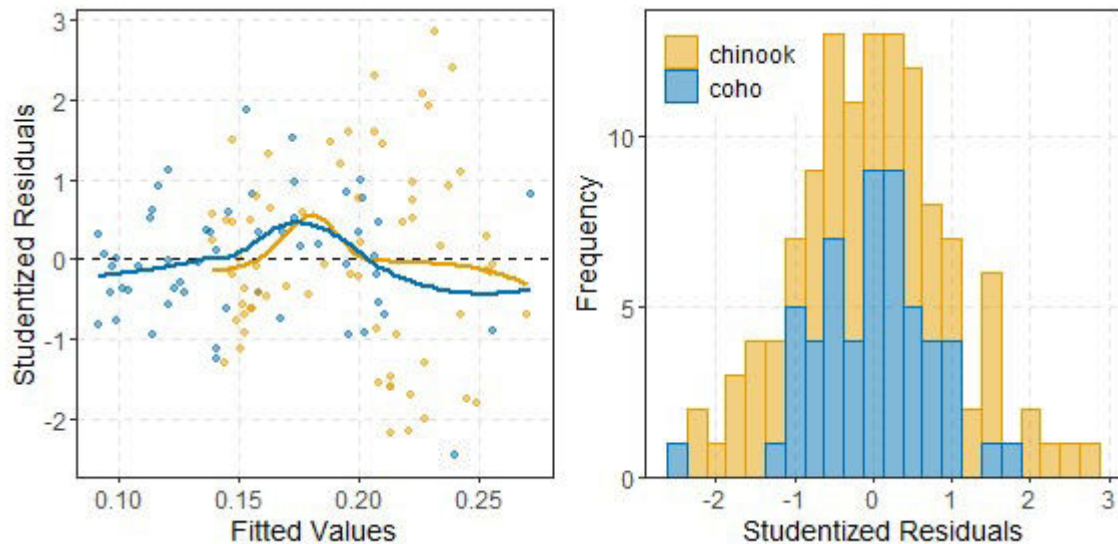 3
2
1
0
-1
-2
Studentized Residuals
0.10 0.15 0.20 0.25
Fitted Values
chinook
coho
10
5
0
Frequency
-2 -1 0 1 2 3
Studentized Residuals